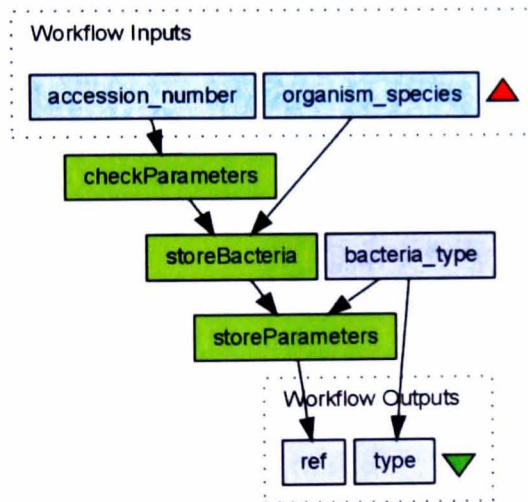 Workflow Inputs
accession_number organism_species
checkParameters
storeBacteria bacteria_type
storeParameters
Workflow Outputs
ref type